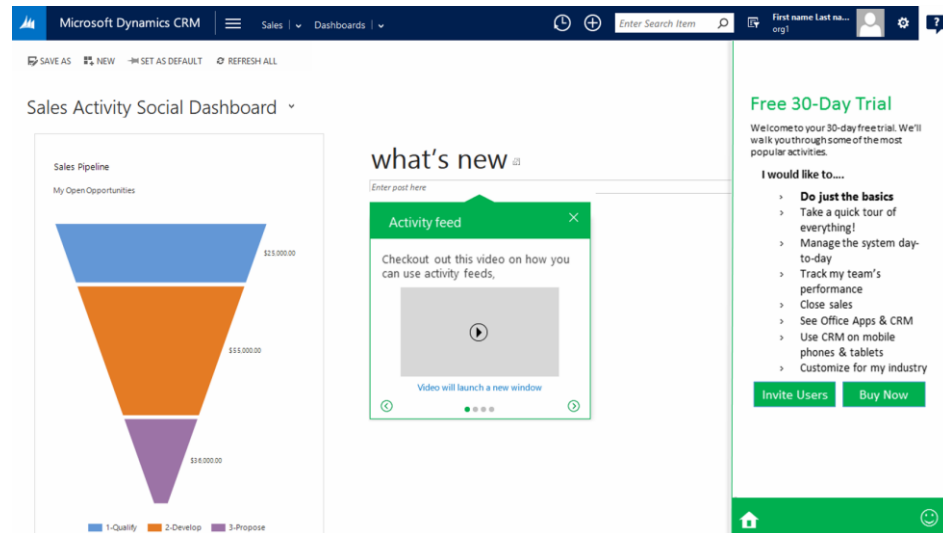 Microsoft Dynamics CRM
Sales
Dashboards
Enter Search Item
First name Last na...
org1
?
SAVE AS
NEW
SET AS DEFAULT
REFRESH ALL
Sales Activity Social Dashboard
Sales Pipeline
My Open Opportunities
$25,000.00
$55,000.00
$36,000.00
1-Qualify
2-Develop
3-Propose
what's new
Enter post here
Activity feed
Checkout out this video on how you
can use activity feeds,
Video will launch a new window
Free 30-Day Trial
Welcome to your 30-day free trial. We'll
walk you through some of the most
popular activities.
I would like to....
Do just the basics
Take a quick tour of
everything!
Manage the system day-
to-day
Track my team's
performance
Close sales
See Office Apps & CRM
Use CRM on mobile
phones & tablets
Customize for my industry
Invite Users
Buy Now